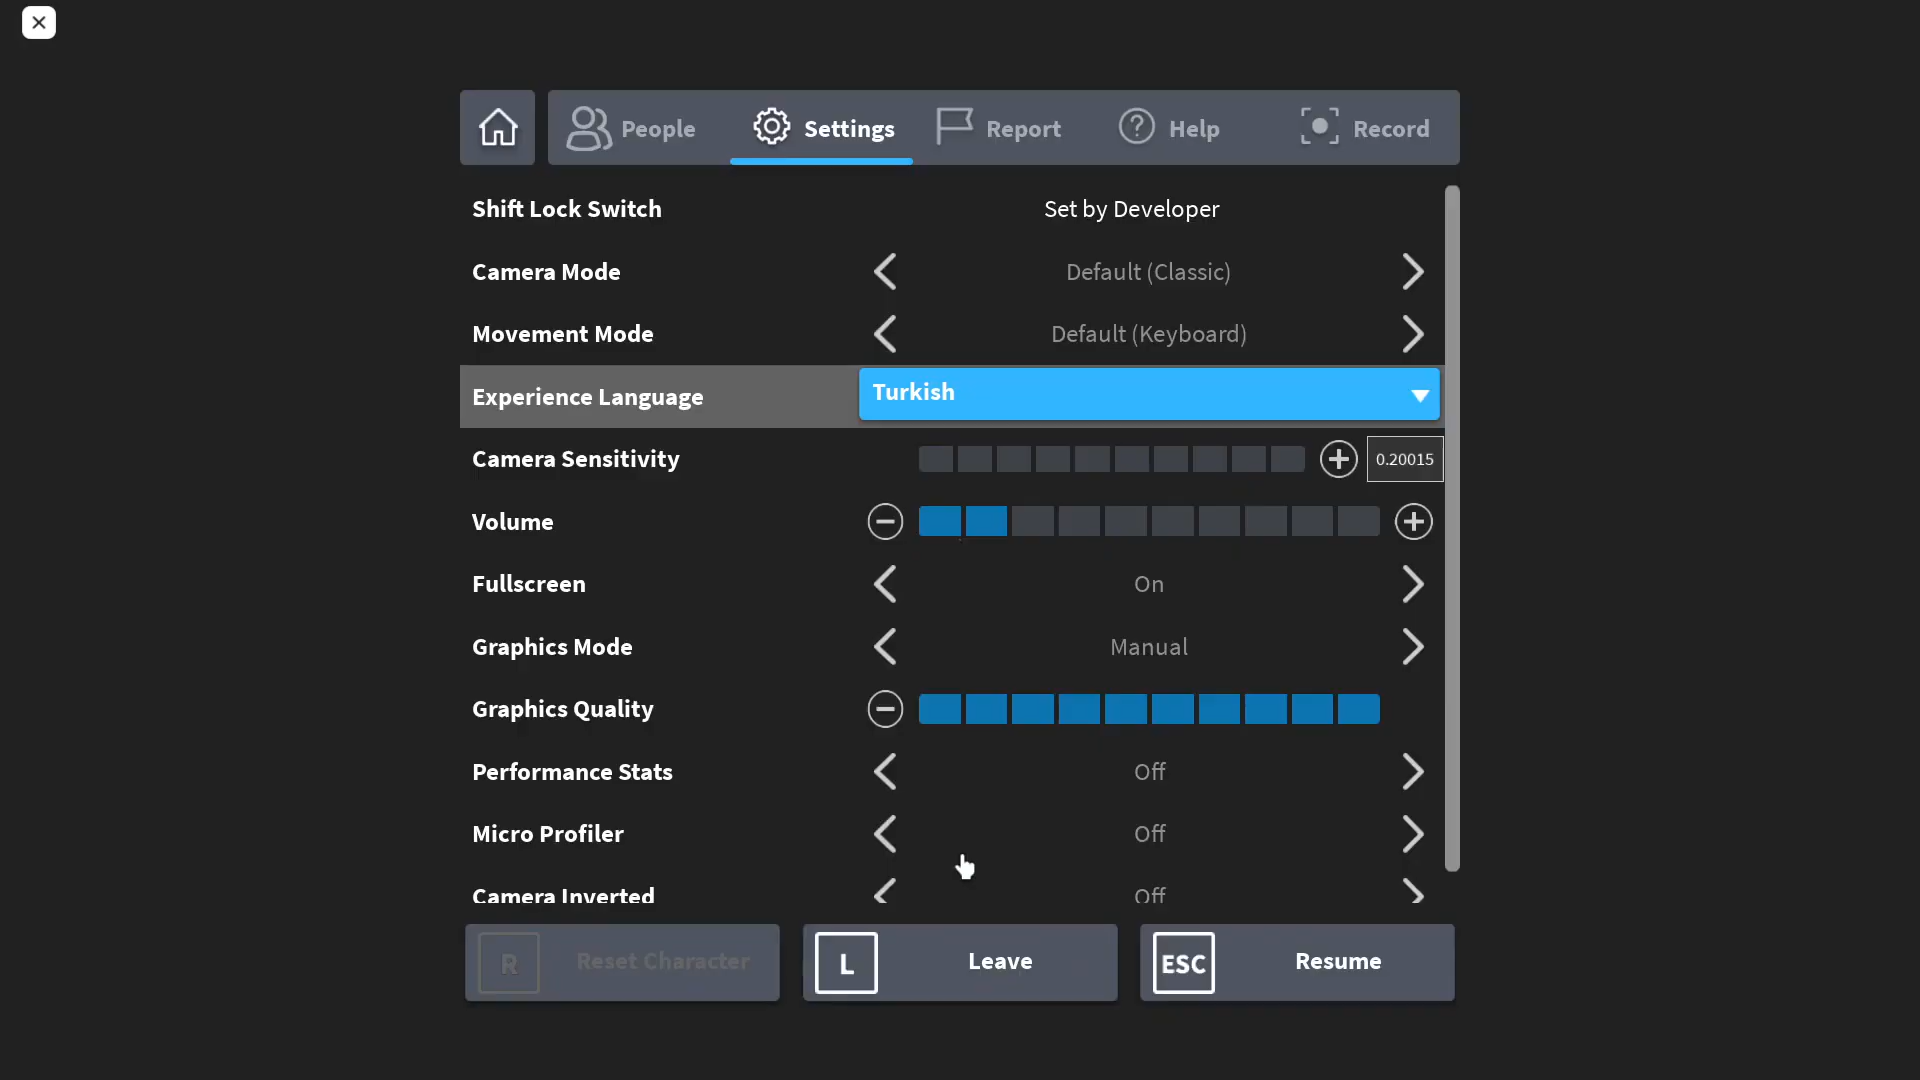 People Settings Report Help Record
Shift Lock Switch Set by Developer
Camera Mode Default (Classic)
Movement Mode Default (Keyboard)
Experience Language Turkish
Camera Sensitivity 0.20015
Volume
Fullscreen On
Graphics Mode Manual
Graphics Quality
Performance Stats Off
Micro Profiler Off
Camera Inverted Off
R Reset Character L Leave ESC Resume